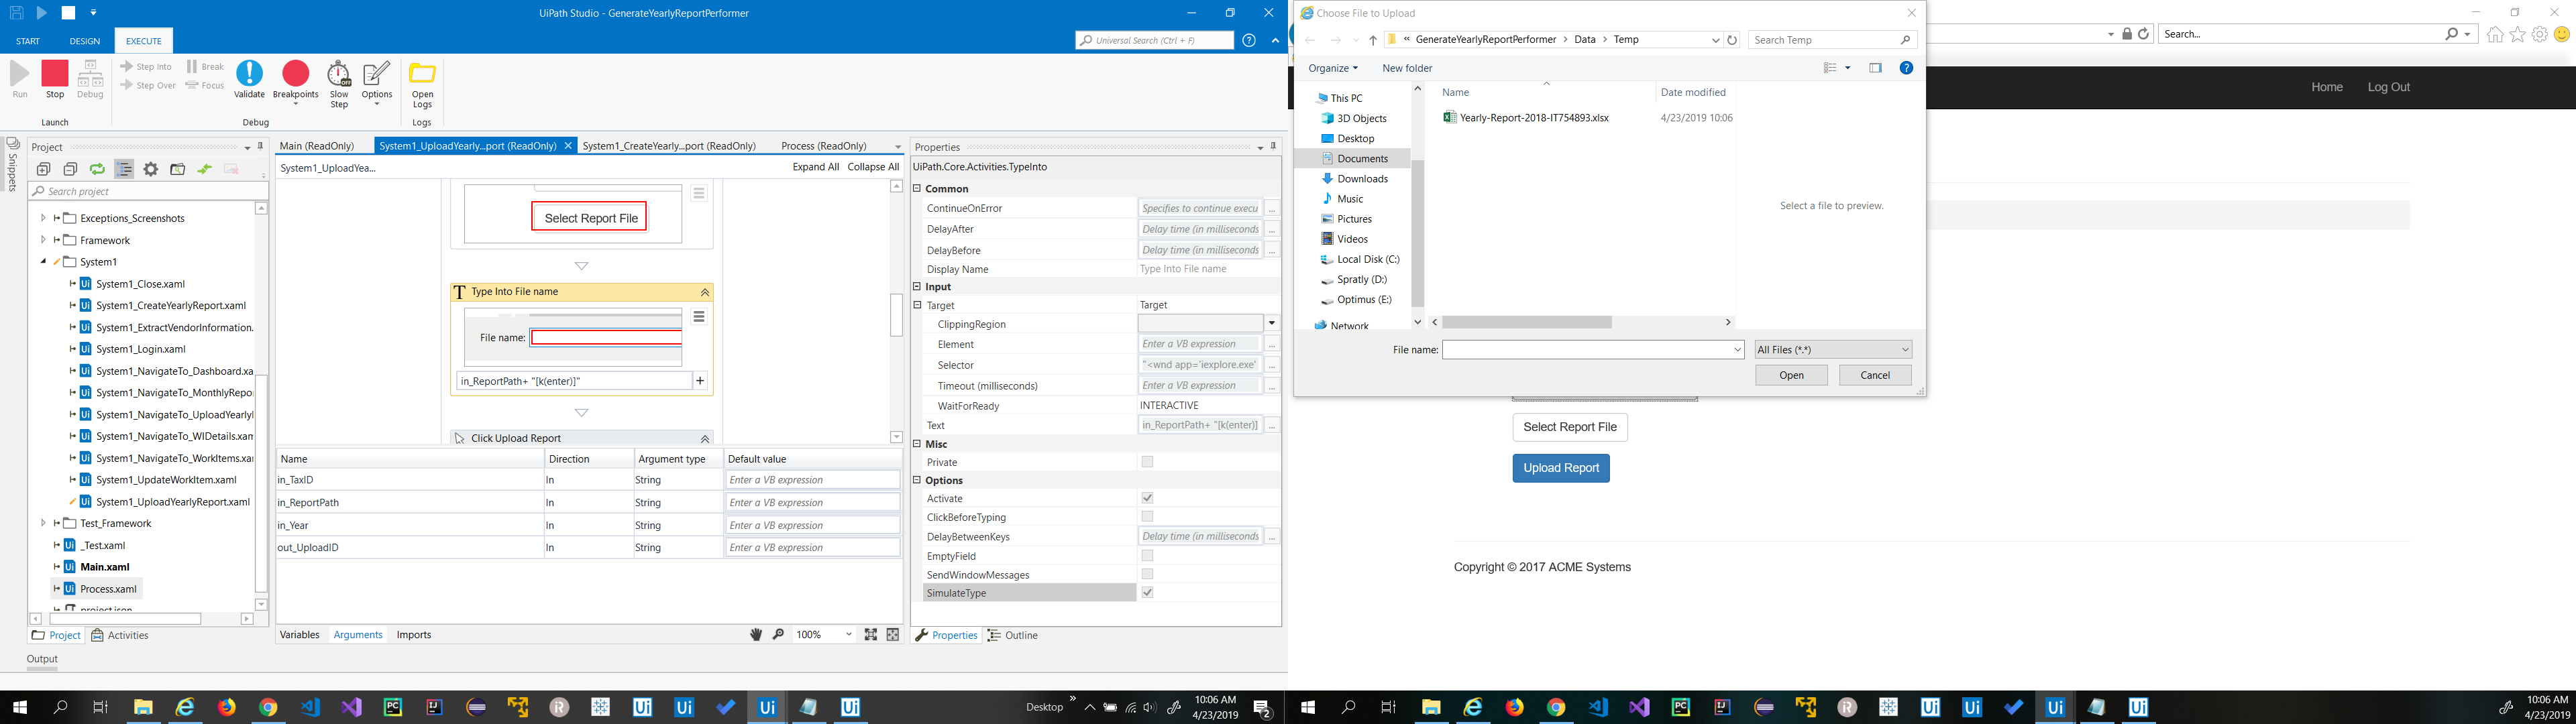 UiPath Studio - GenerateYearlyReportPerformer
START DESIGN EXECUTE
Universal Search (Ctrl + F)
Run Stop Debug
Step Into Break
Step Over Focus
Validate Breakpoints Slow Step Options Open Logs
Launch Debug Logs
Snippets
Project
Search project
Exceptions_Screenshots
Framework
System1
System1_Close.xaml
System1_CreateYearlyReport.xaml
System1_ExtractVendorInformation.
System1_Login.xaml
System1_NavigateTo_Dashboard.xa
System1_NavigateTo_MonthlyRepor
System1_NavigateTo_UploadYearlyI
System1_NavigateTo_WIDetails.xam
System1_NavigateTo_WorkItems.xai
System1_UpdateWorkItem.xaml
System1_UploadYearlyReport.xaml
Test_Framework
_Test.xaml
Main.xaml
Process.xaml
project.json
Project Activities
Output
Main (ReadOnly) System1_UploadYearly...port (ReadOnly) System1_CreateYearly...port (ReadOnly) Process (ReadOnly)
System1_UploadYea... Expand All Collapse All
Select Report File
Type Into File name
File name:
in_ReportPath+ "[k(enter)]"
Click Upload Report
Name Direction Argument type Default value
in_TaxID In String Enter a VB expression
in_ReportPath In String Enter a VB expression
in_Year In String Enter a VB expression
out_UploadID In String Enter a VB expression
Variables Arguments Imports 100%
Properties
UiPath.Core.Activities.TypeInto
Common
ContinueOnError Specifies to continue execu ...
DelayAfter Delay time (in milliseconds ...
DelayBefore Delay time (in milliseconds ...
Display Name Type Into File name
Input
Target Target
ClippingRegion
Element Enter a VB expression ...
Selector "<wnd app='iexplore.exe' ...
Timeout (milliseconds) Enter a VB expression ...
WaitForReady INTERACTIVE
Text in_ReportPath+ "[k(enter)] ...
Misc
Private
Options
Activate
ClickBeforeTyping
DelayBetweenKeys Delay time (in milliseconds ...
EmptyField
SendWindowMessages
SimulateType
Properties Outline
Choose File to Upload
« GenerateYearlyReportPerformer > Data > Temp Search Temp
Organize New folder
This PC
3D Objects
Desktop
Documents
Downloads
Music
Pictures
Videos
Local Disk (C:)
Spratly (D:)
Optimus (E:)
Network
Name Date modified
Yearly-Report-2018-IT754893.xlsx 4/23/2019 10:06
Select a file to preview.
File name: All Files (*.*)
Open Cancel
Search...
Home Log Out
Select Report File
Upload Report
Copyright © 2017 ACME Systems
Desktop 10:06 AM
4/23/2019
2
10:06 AM
4/23/2019